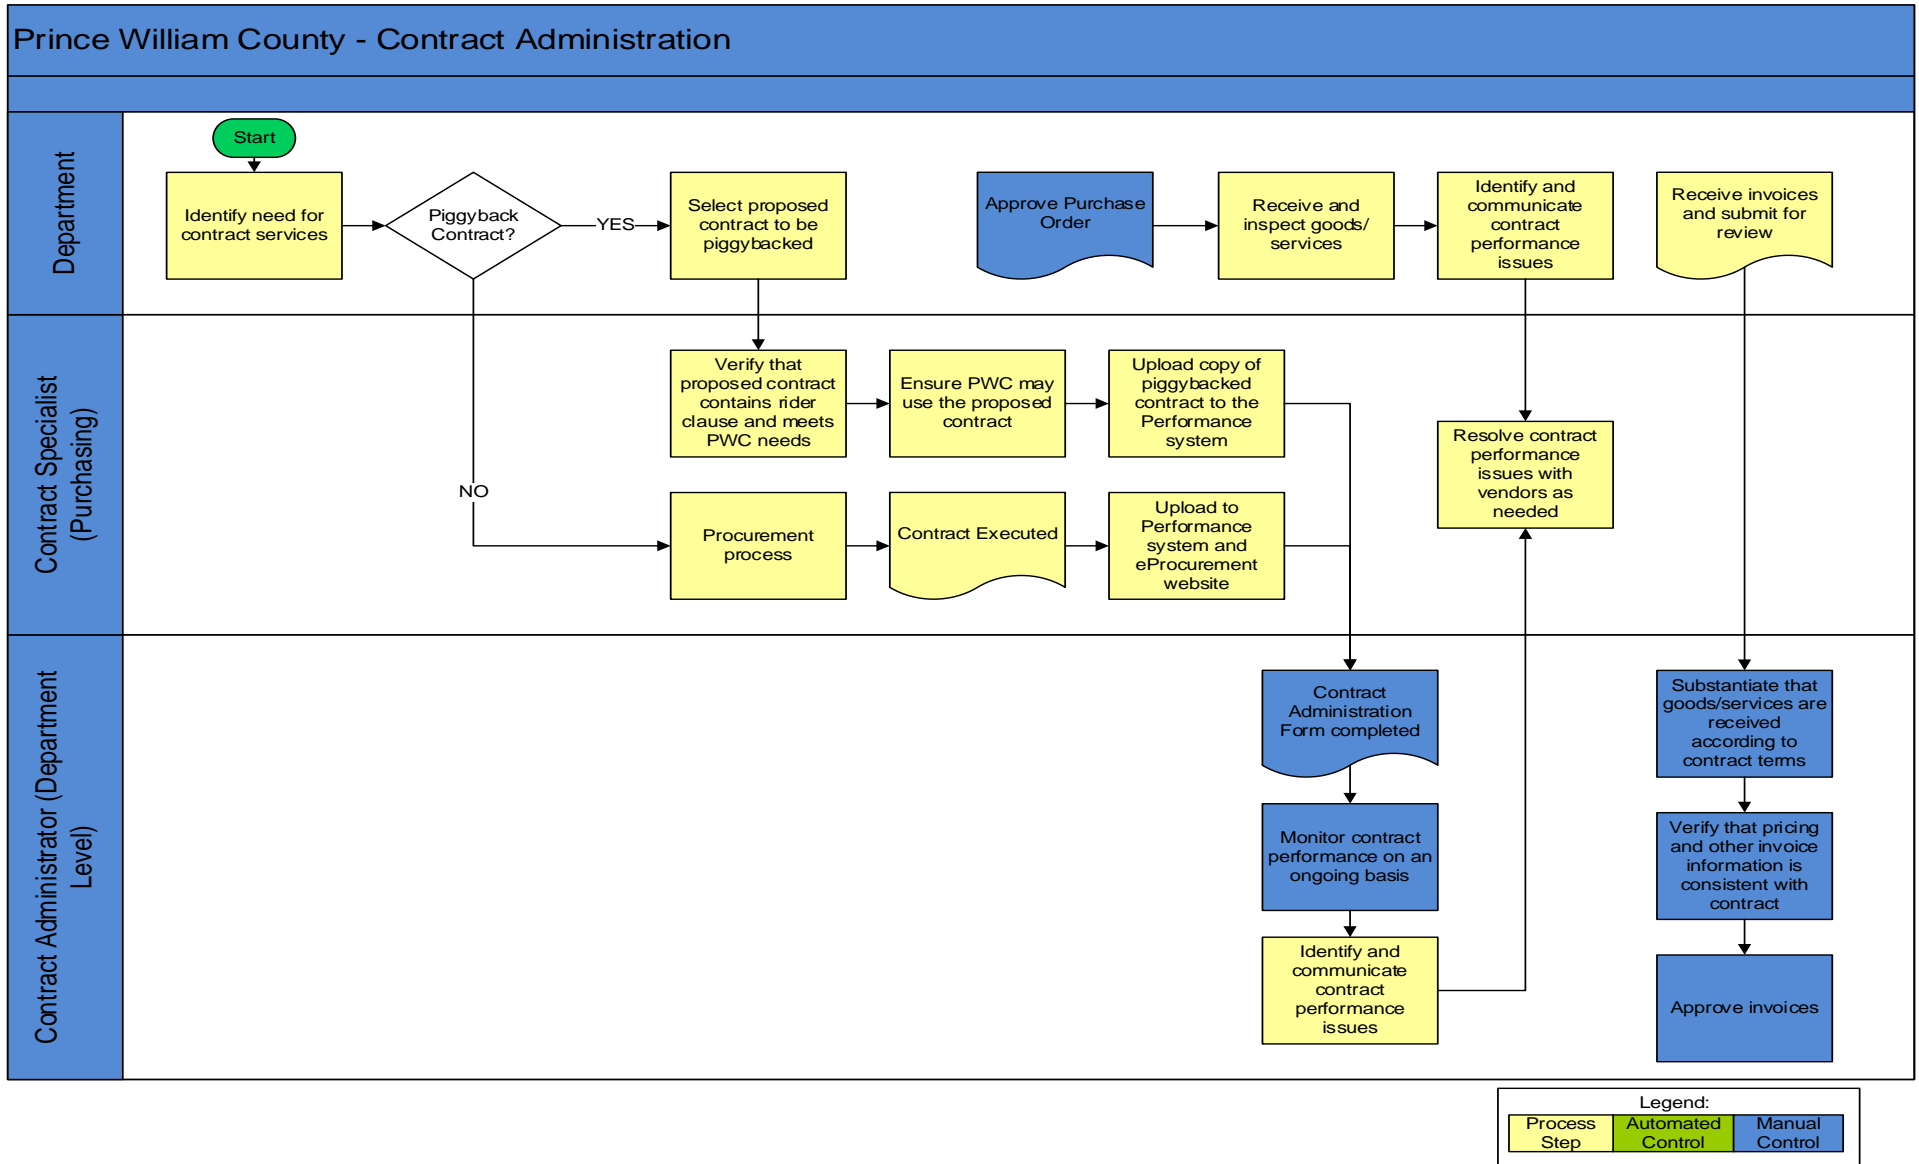 Prince William County - Contract Administration
Department
Start
Identify need for
contract services
Piggyback
Contract?
YES
NO
Select proposed
contract to be
piggybacked
Approve Purchase
Order
Receive and
inspect goods/
services
Identify and
communicate
contract
performance
issues
Receive invoices
and submit for
review
Contract Specialist
(Purchasing)
Verify that
proposed contract
contains rider
clause and meets
PWC needs
Ensure PWC may
use the proposed
contract
Upload copy of
piggybacked
contract to the
Performance
system
Resolve contract
performance
issues with
vendors as
needed
Procurement
process
Contract Executed
Upload to
Performance
system and
eProcurement
website
Contract Administrator (Department
Level)
Contract
Administration
Form completed
Monitor contract
performance on an
ongoing basis
Identify and
communicate
contract
performance
issues
Substantiate that
goods/services are
received
according to
contract terms
Verify that pricing
and other invoice
information is
consistent with
contract
Approve invoices
Legend:
Process
Step
Automated
Control
Manual
Control